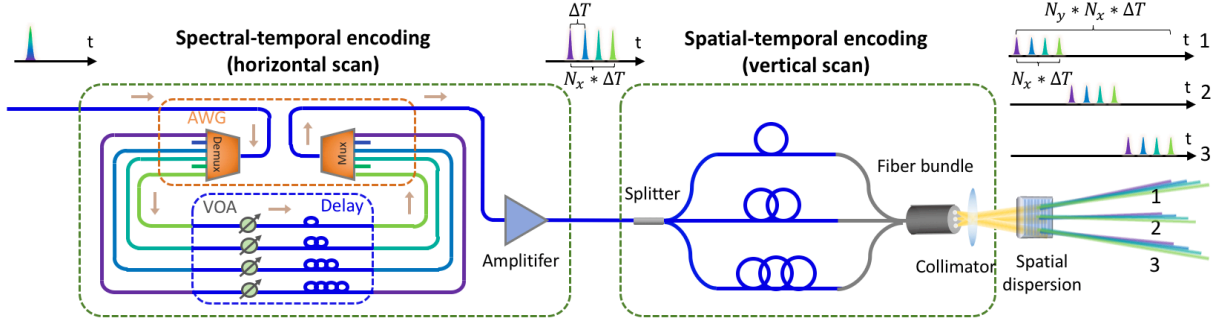 t
Spectral-temporal encoding
(horizontal scan)
ΔT
t
N_x * ΔT
Spatial-temporal encoding
(vertical scan)
N_y * N_x * ΔT
t 1
N_x * ΔT
t 2
t 3
AWG
Demux
Mux
VOA
Delay
Amplitifer
Splitter
Fiber bundle
Collimator
Spatial
dispersion
1
2
3